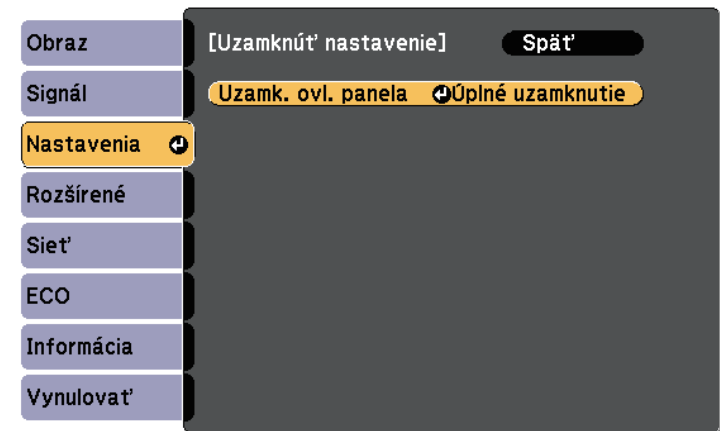 Obraz
Signál
Nastavenia
Rozšírené
Sieť
ECO
Informácia
Vynulovať
[Uzamknúť nastavenie] Späť
Uzamk. ovl. panela Úplné uzamknutie